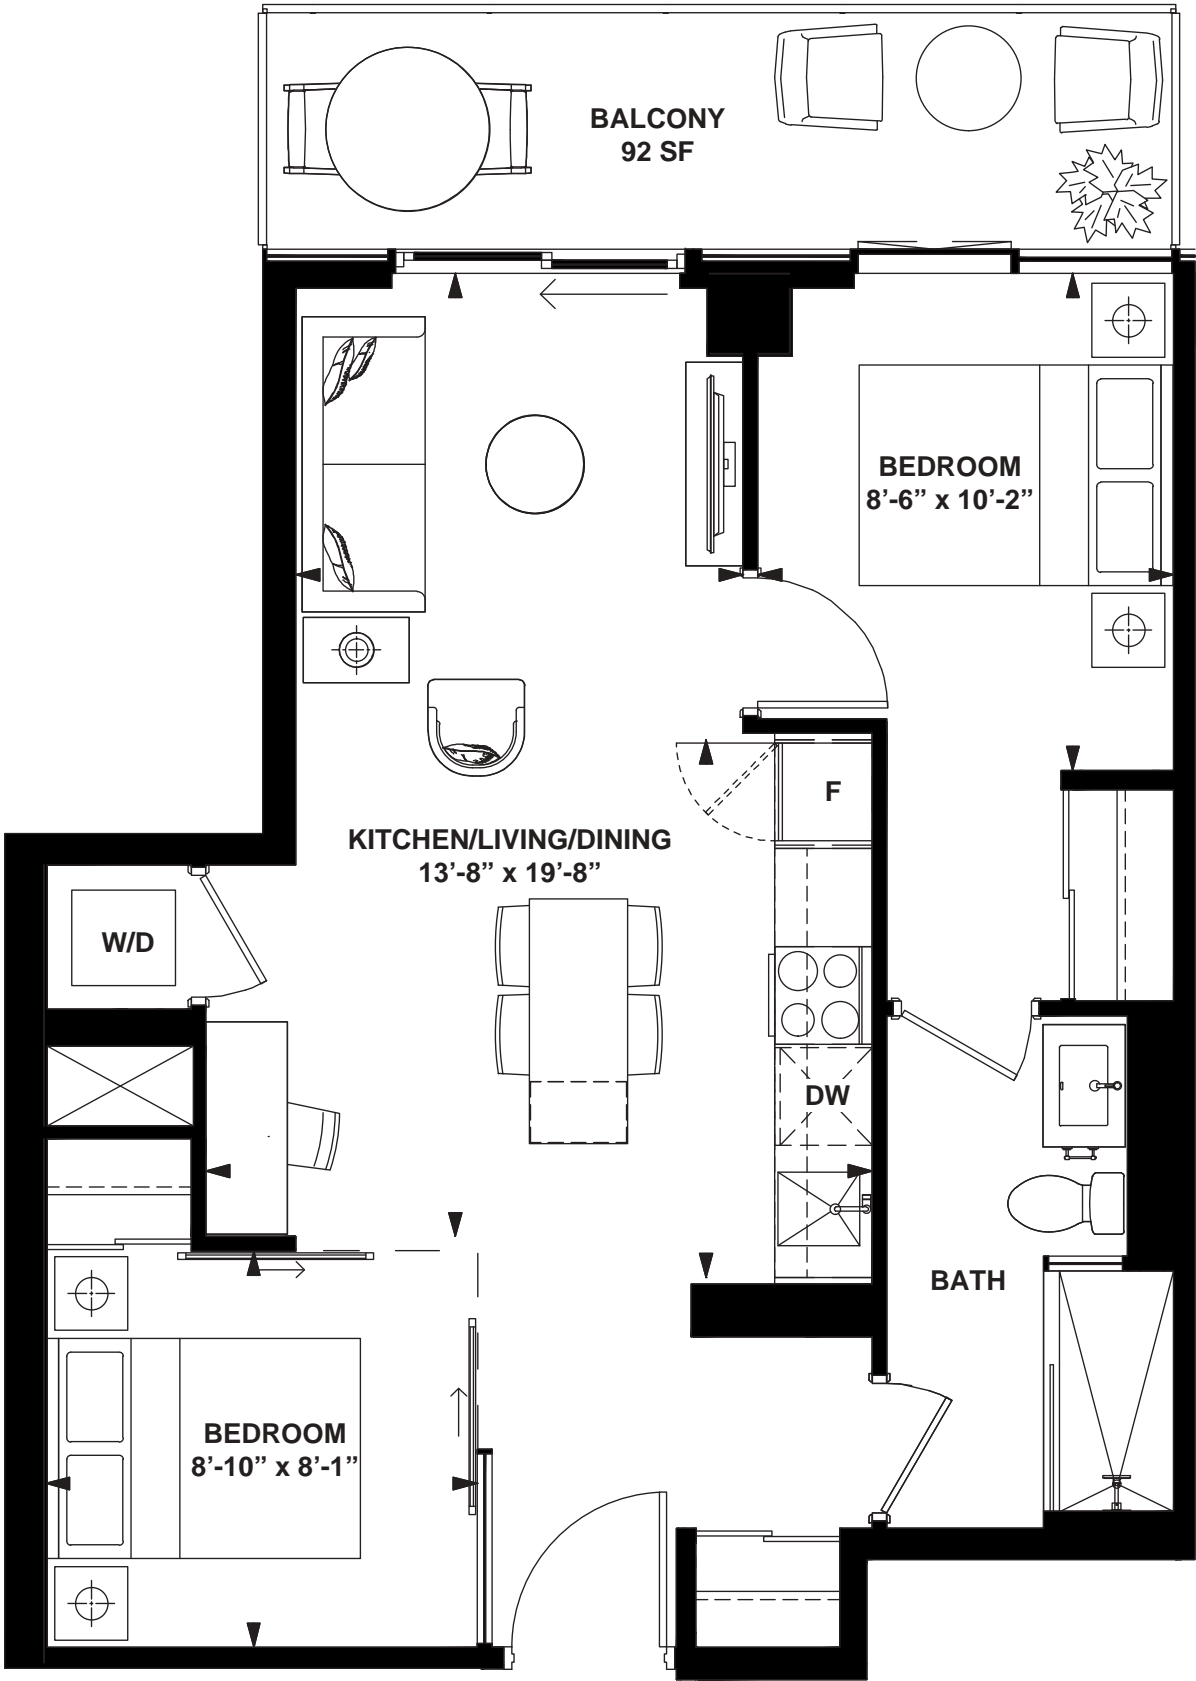 BALCONY
92 SF
BEDROOM
8’-6” x 10’-2”
F
KITCHEN/LIVING/DINING
13’-8” x 19’-8”
W/D
DW
BATH
BEDROOM
8’-10” x 8’-1”